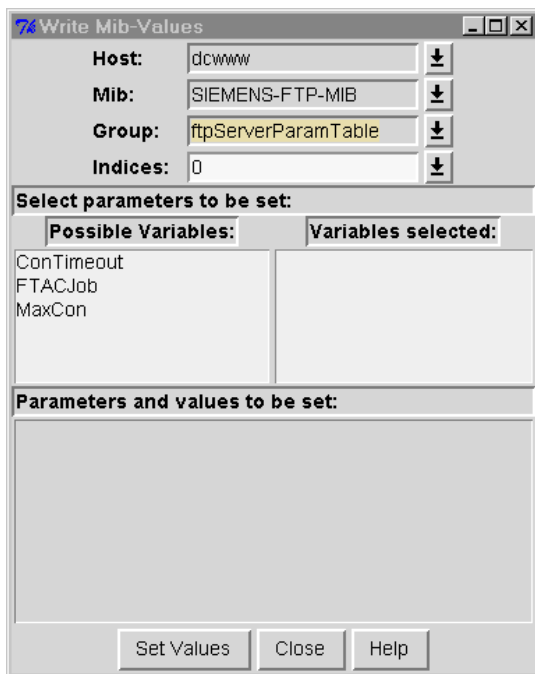 Write Mib-Values
Host: dcwww
Mib: SIEMENS-FTP-MIB
Group: ftpServerParamTable
Indices: 0
Select parameters to be set:
Possible Variables: Variables selected:
ConTimeout
FTACJob
MaxCon
Parameters and values to be set:
Set Values Close Help